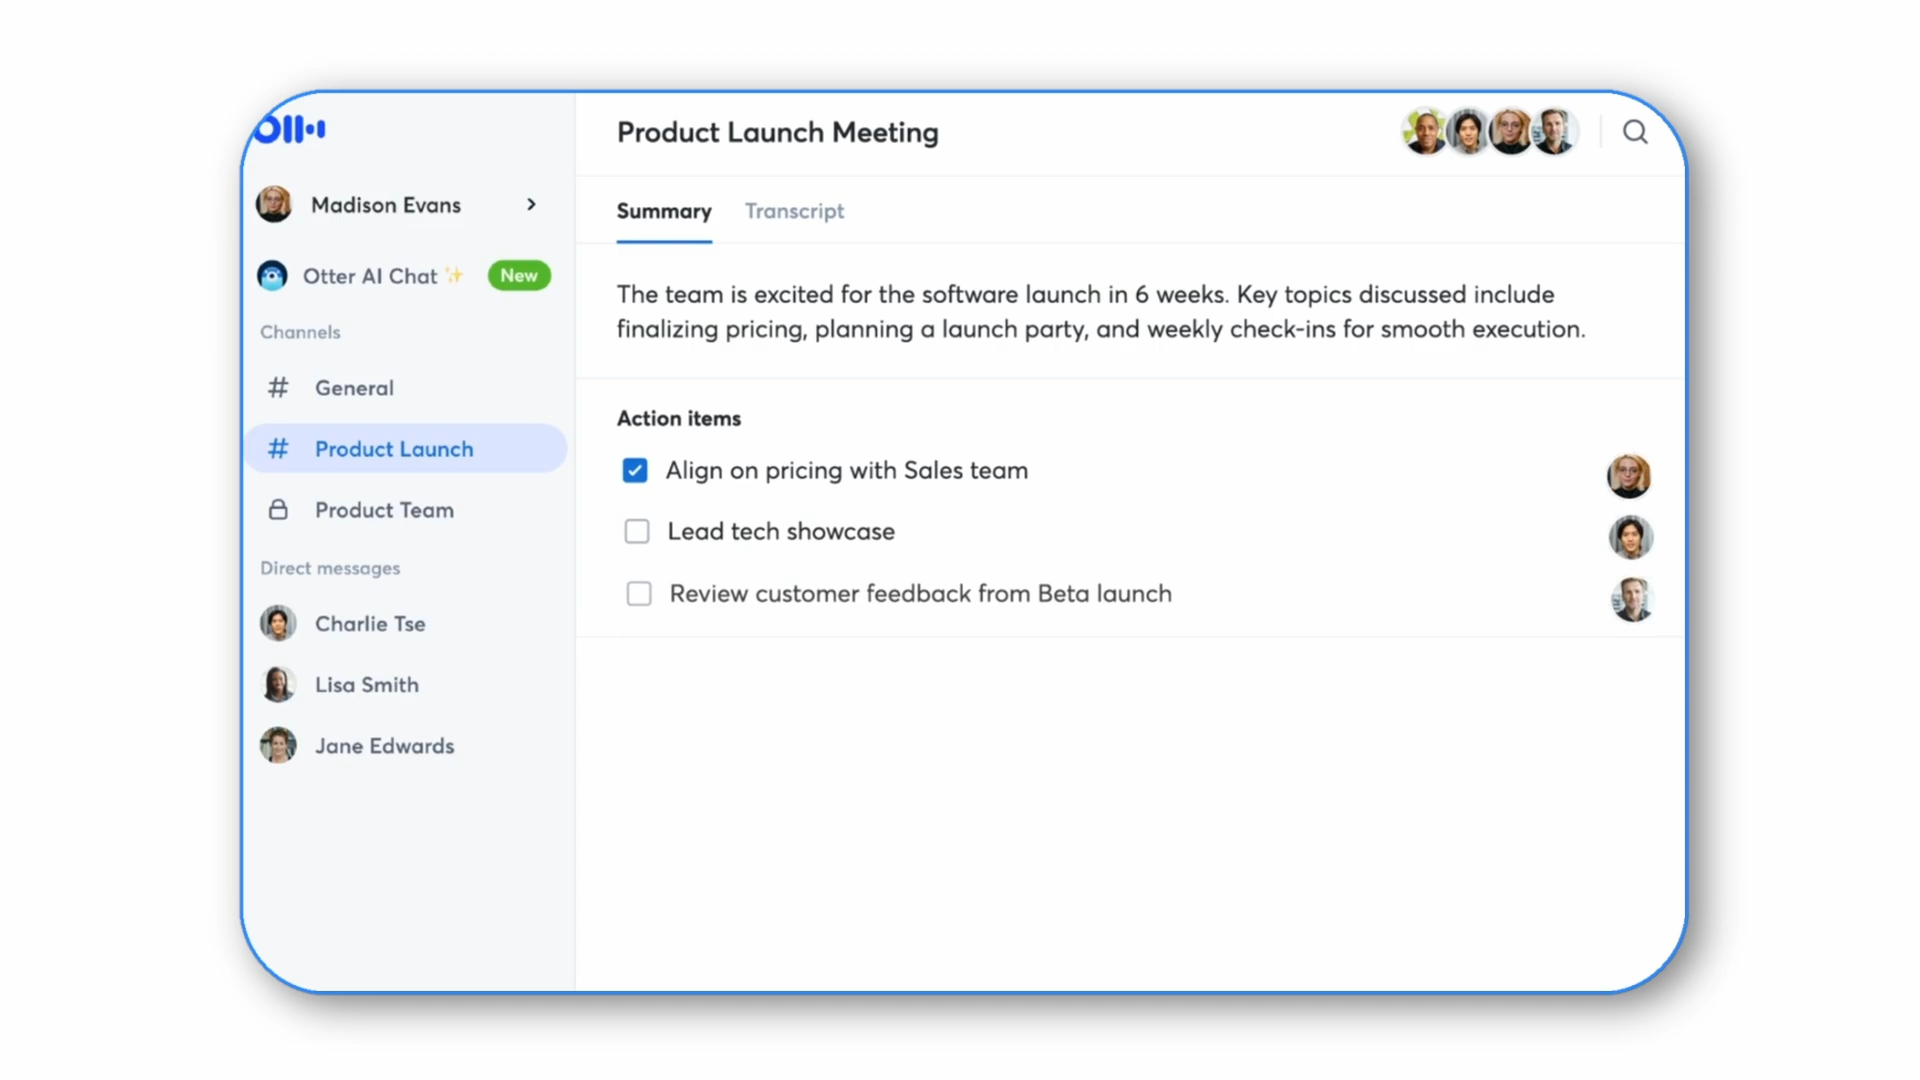 Madison Evans
Otter AI Chat
New
Channels
# General
# Product Launch
Product Team
Direct messages
Charlie Tse
Lisa Smith
Jane Edwards
Product Launch Meeting
Summary
Transcript
The team is excited for the software launch in 6 weeks. Key topics discussed include
finalizing pricing, planning a launch party, and weekly check-ins for smooth execution.
Action items
Align on pricing with Sales team
Lead tech showcase
Review customer feedback from Beta launch